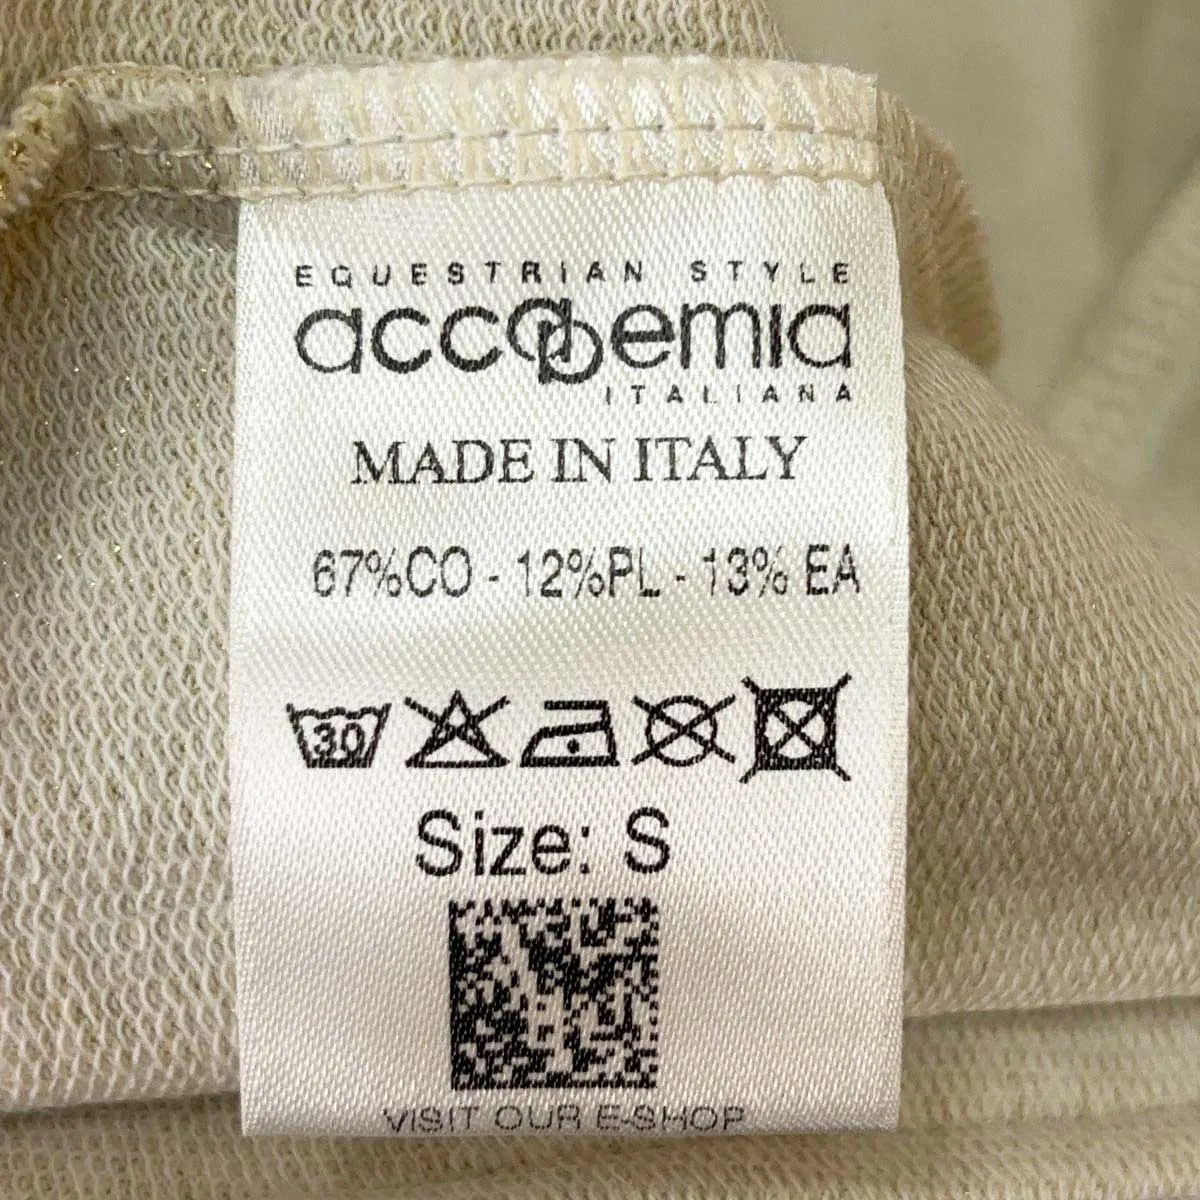 EQUESTRIAN STYLE
accademia
ITALIANA
MADE IN ITALY
67%CO - 12%PL - 13% EA
30
Size: S
VISIT OUR E-SHOP